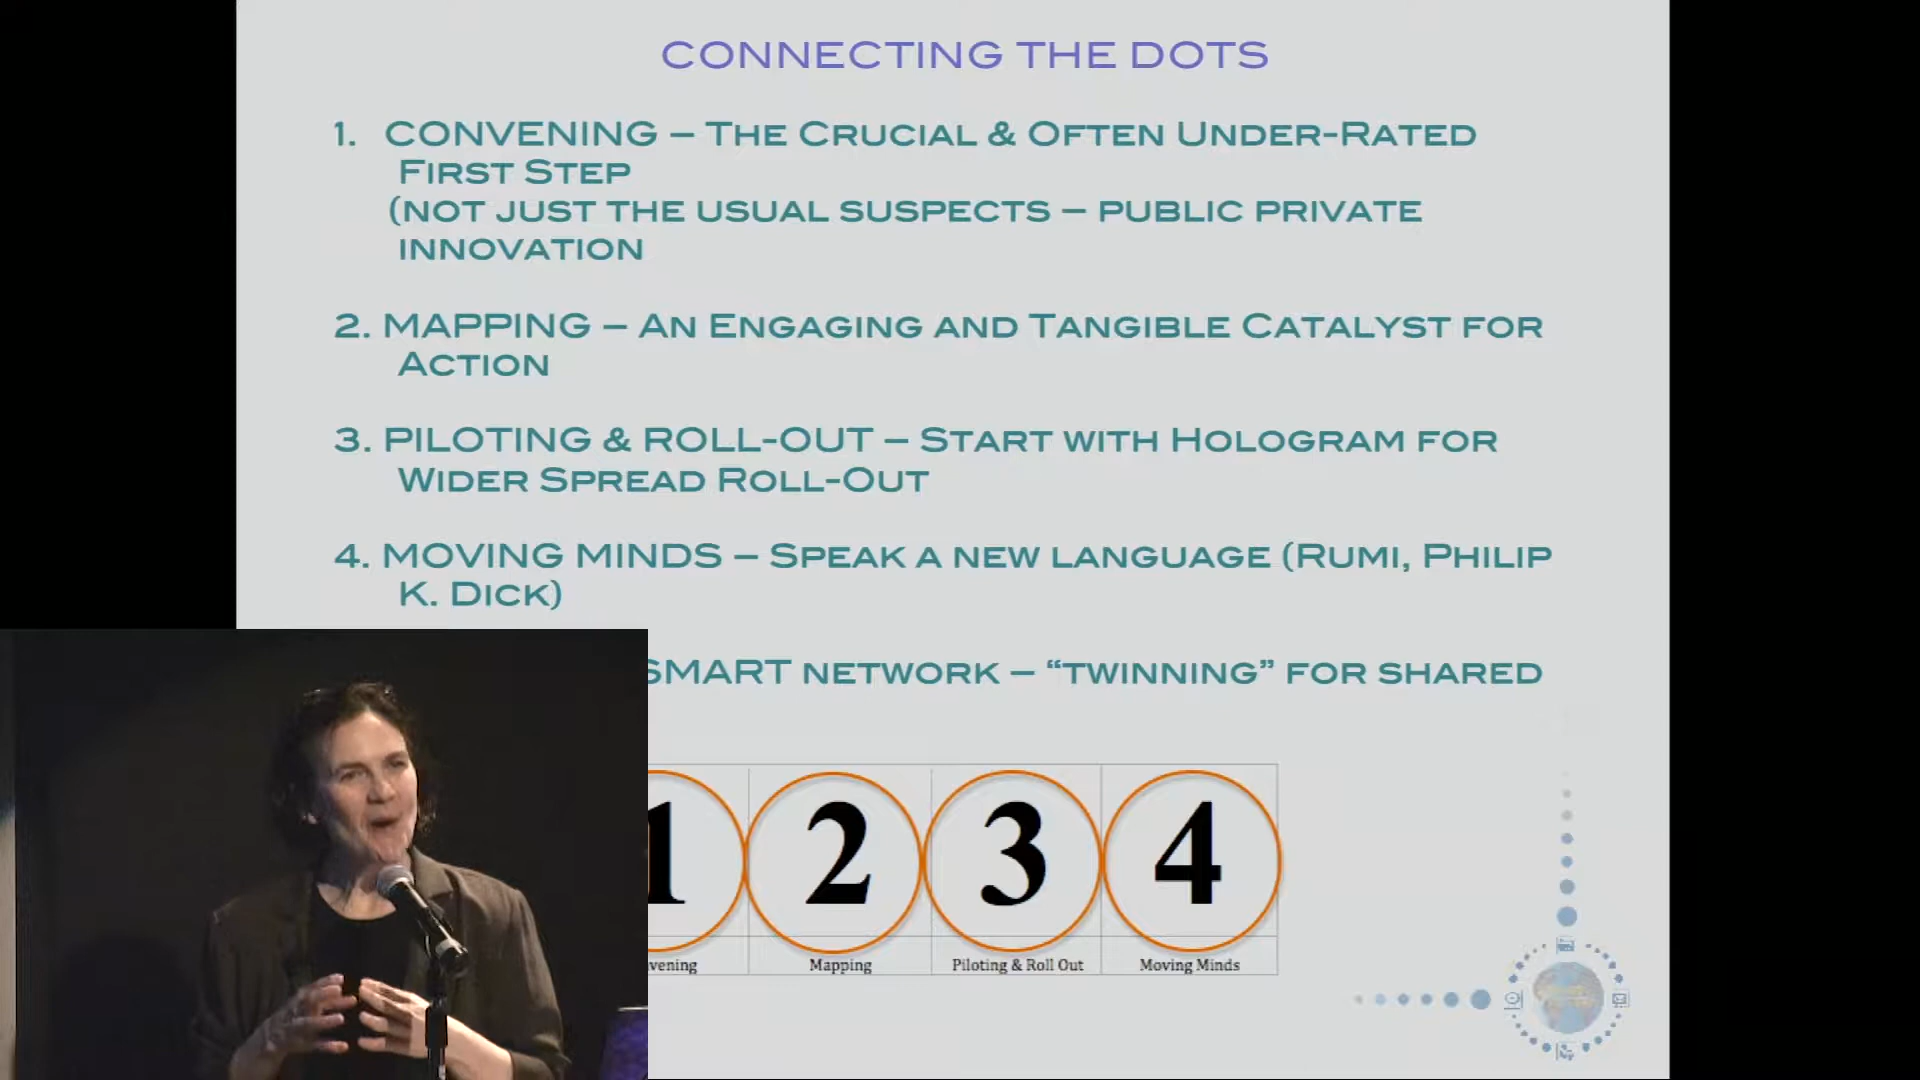 CONNECTING THE DOTS
1. CONVENING – THE CRUCIAL & OFTEN UNDER-RATED
FIRST STEP
(NOT JUST THE USUAL SUSPECTS – PUBLIC PRIVATE
INNOVATION
2. MAPPING – AN ENGAGING AND TANGIBLE CATALYST FOR
ACTION
3. PILOTING & ROLL-OUT – START WITH HOLOGRAM FOR
WIDER SPREAD ROLL-OUT
4. MOVING MINDS – SPEAK A NEW LANGUAGE (RUMI, PHILIP
K. DICK)
SMART NETWORK – “TWINNING” FOR SHARED
1 2 3 4
vening Mapping Piloting & Roll Out Moving Minds